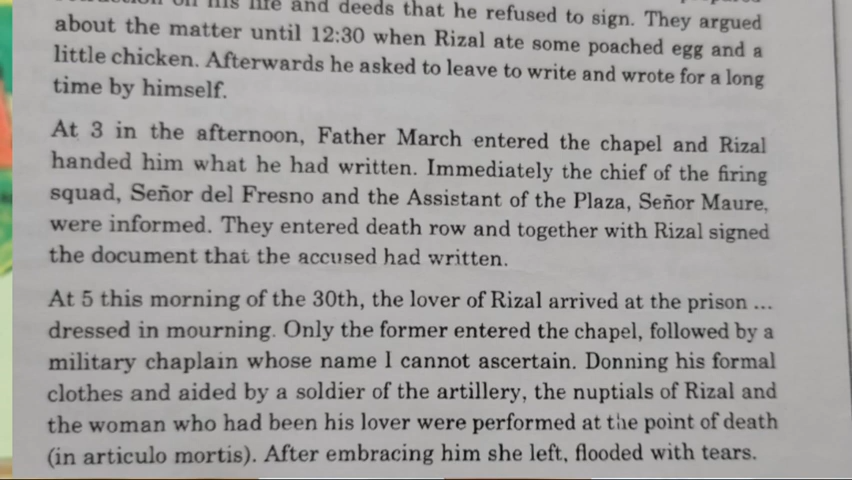 on his life and deeds that he refused to sign. They argued
about the matter until 12:30 when Rizal ate some poached egg and a
little chicken. Afterwards he asked to leave to write and wrote for a long
time by himself.
At 3 in the afternoon, Father March entered the chapel and Rizal
handed him what he had written. Immediately the chief of the firing
squad, Señor del Fresno and the Assistant of the Plaza, Señor Maure,
were informed. They entered death row and together with Rizal signed
the document that the accused had written.
At 5 this morning of the 30th, the lover of Rizal arrived at the prison ...
dressed in mourning. Only the former entered the chapel, followed by a
military chaplain whose name I cannot ascertain. Donning his formal
clothes and aided by a soldier of the artillery, the nuptials of Rizal and
the woman who had been his lover were performed at the point of death
(in articulo mortis). After embracing him she left, flooded with tears.